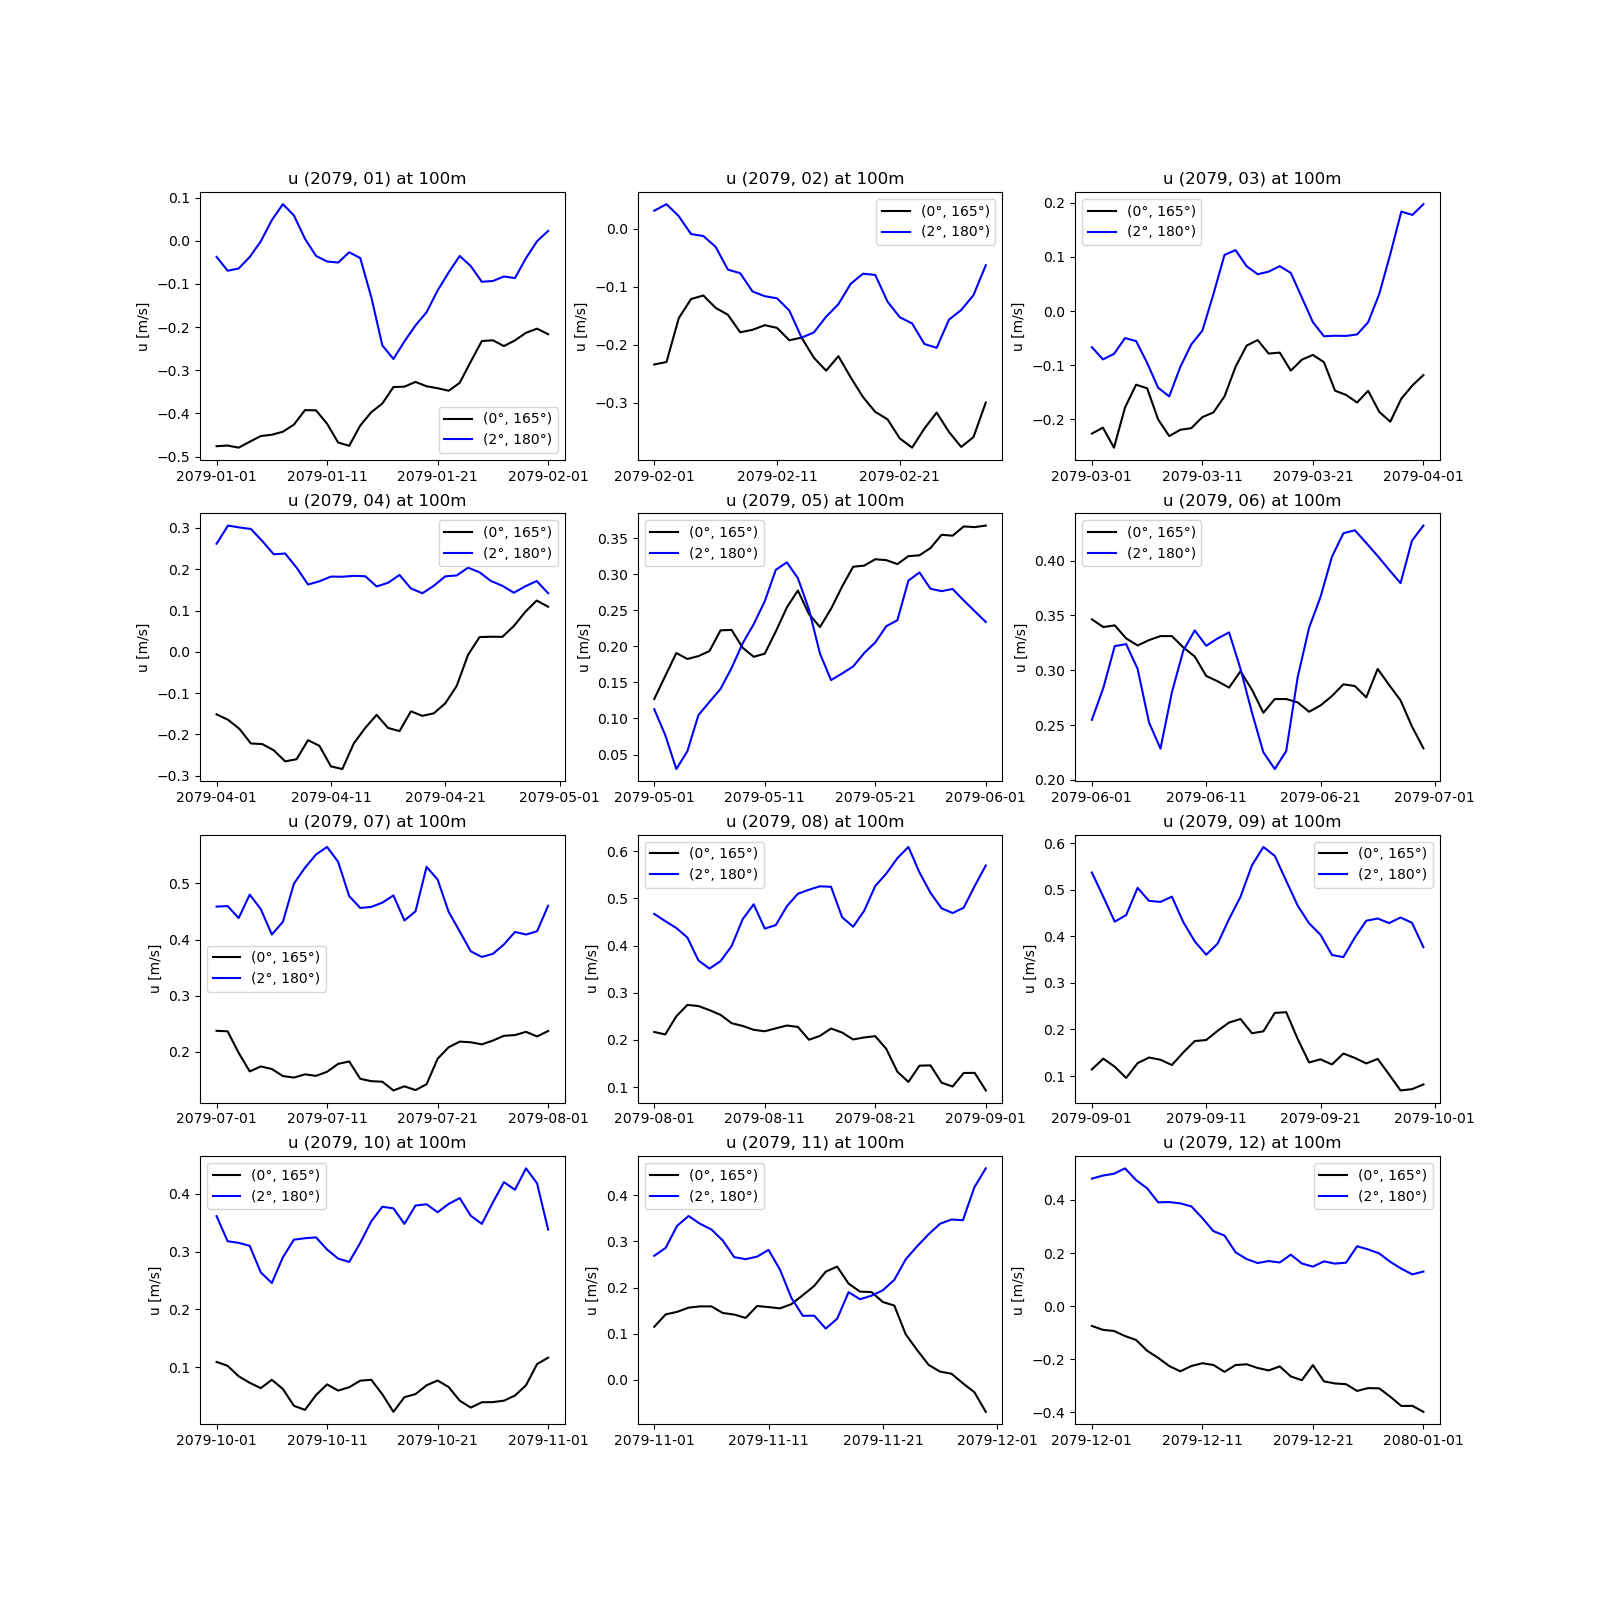 u (2079, 01) at 100m
u [m/s]
0.1
0.0
−0.1
−0.2
−0.3
−0.4
−0.5
(0°, 165°)
(2°, 180°)
2079-01-01 2079-01-11 2079-01-21 2079-02-01
u (2079, 02) at 100m
u [m/s]
0.0
−0.1
−0.2
−0.3
(0°, 165°)
(2°, 180°)
2079-02-01 2079-02-11 2079-02-21
u (2079, 03) at 100m
u [m/s]
0.2
0.1
0.0
−0.1
−0.2
(0°, 165°)
(2°, 180°)
2079-03-01 2079-03-11 2079-03-21 2079-04-01
u (2079, 04) at 100m
u [m/s]
0.3
0.2
0.1
0.0
−0.1
−0.2
−0.3
(0°, 165°)
(2°, 180°)
2079-04-01 2079-04-11 2079-04-21 2079-05-01
u (2079, 05) at 100m
u [m/s]
0.35
0.30
0.25
0.20
0.15
0.10
0.05
(0°, 165°)
(2°, 180°)
2079-05-01 2079-05-11 2079-05-21 2079-06-01
u (2079, 06) at 100m
u [m/s]
0.40
0.35
0.30
0.25
0.20
(0°, 165°)
(2°, 180°)
2079-06-01 2079-06-11 2079-06-21 2079-07-01
u (2079, 07) at 100m
u [m/s]
0.5
0.4
0.3
0.2
(0°, 165°)
(2°, 180°)
2079-07-01 2079-07-11 2079-07-21 2079-08-01
u (2079, 08) at 100m
u [m/s]
0.6
0.5
0.4
0.3
0.2
0.1
(0°, 165°)
(2°, 180°)
2079-08-01 2079-08-11 2079-08-21 2079-09-01
u (2079, 09) at 100m
u [m/s]
0.6
0.5
0.4
0.3
0.2
0.1
(0°, 165°)
(2°, 180°)
2079-09-01 2079-09-11 2079-09-21 2079-10-01
u (2079, 10) at 100m
u [m/s]
0.4
0.3
0.2
0.1
(0°, 165°)
(2°, 180°)
2079-10-01 2079-10-11 2079-10-21 2079-11-01
u (2079, 11) at 100m
u [m/s]
0.4
0.3
0.2
0.1
0.0
(0°, 165°)
(2°, 180°)
2079-11-01 2079-11-11 2079-11-21 2079-12-01
u (2079, 12) at 100m
u [m/s]
0.4
0.2
0.0
−0.2
−0.4
(0°, 165°)
(2°, 180°)
2079-12-01 2079-12-11 2079-12-21 2080-01-01